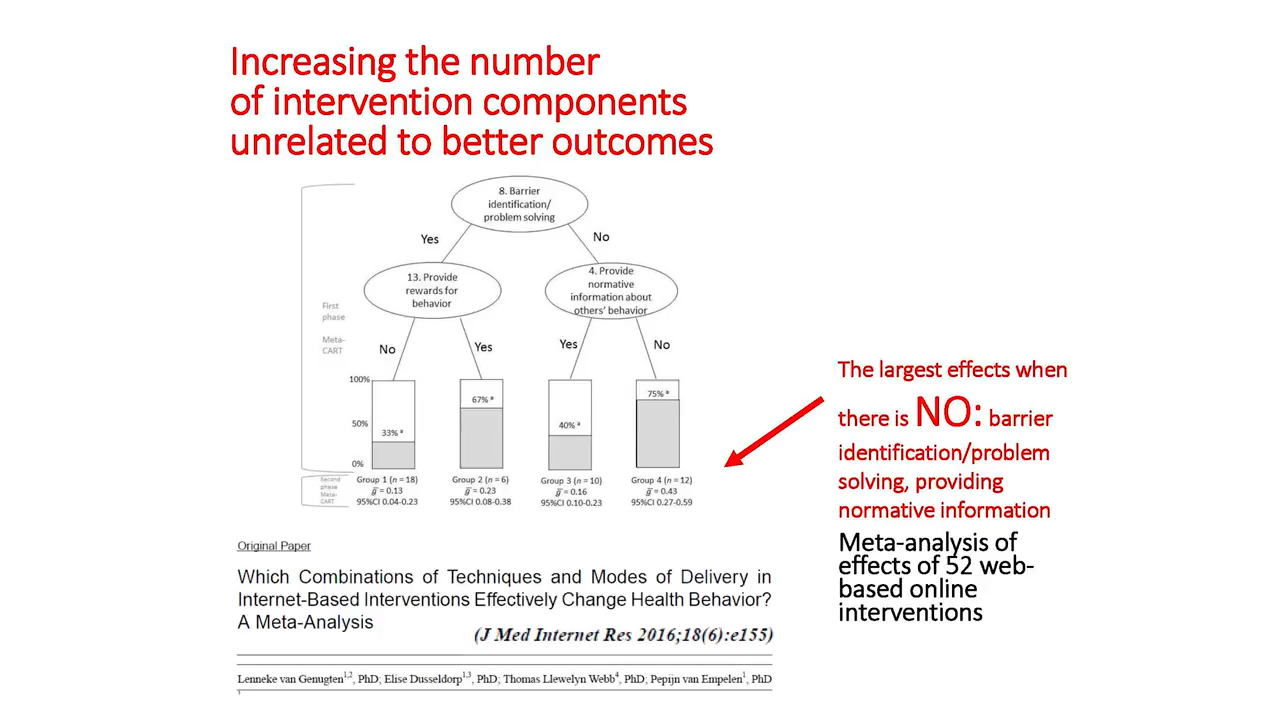 Increasing the number
of intervention components
unrelated to better outcomes
8. Barrier
identification/
problem solving
Yes
No
13. Provide
rewards for
behavior
4. Provide
normative
information about
others' behavior
First
phase
Meta-
CART
No
Yes
Yes
No
100%
50%
0%
33% a
67% a
40% a
75% a
Second
phase
Meta-
CART
Group 1 (n = 18)
g̅ = 0.13
95%CI 0.04-0.23
Group 2 (n = 6)
g̅ = 0.23
95%CI 0.08-0.38
Group 3 (n = 10)
g̅ = 0.16
95%CI 0.10-0.23
Group 4 (n = 12)
g̅ = 0.43
95%CI 0.27-0.59
The largest effects when
there is NO: barrier
identification/problem
solving, providing
normative information
Meta-analysis of
effects of 52 web-
based online
interventions
Original Paper
Which Combinations of Techniques and Modes of Delivery in
Internet-Based Interventions Effectively Change Health Behavior?
A Meta-Analysis
(J Med Internet Res 2016;18(6):e155)
Lenneke van Genugten1,2, PhD; Elise Dusseldorp1,3, PhD; Thomas Llewelyn Webb4, PhD; Pepijn van Empelen1, PhD
1